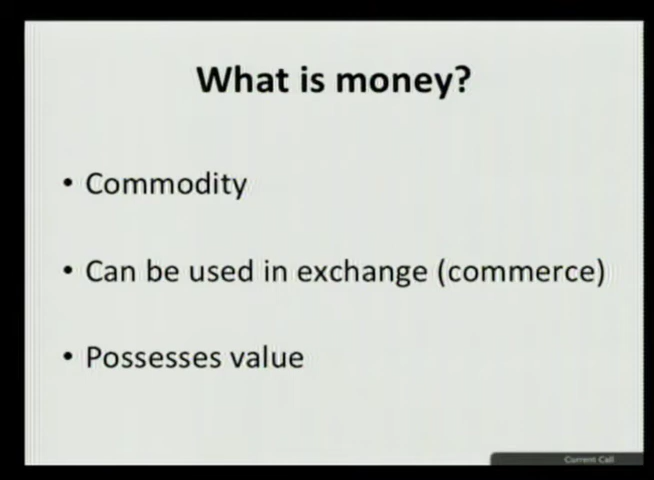 What is money?
• Commodity
• Can be used in exchange (commerce)
• Possesses value
Current Call